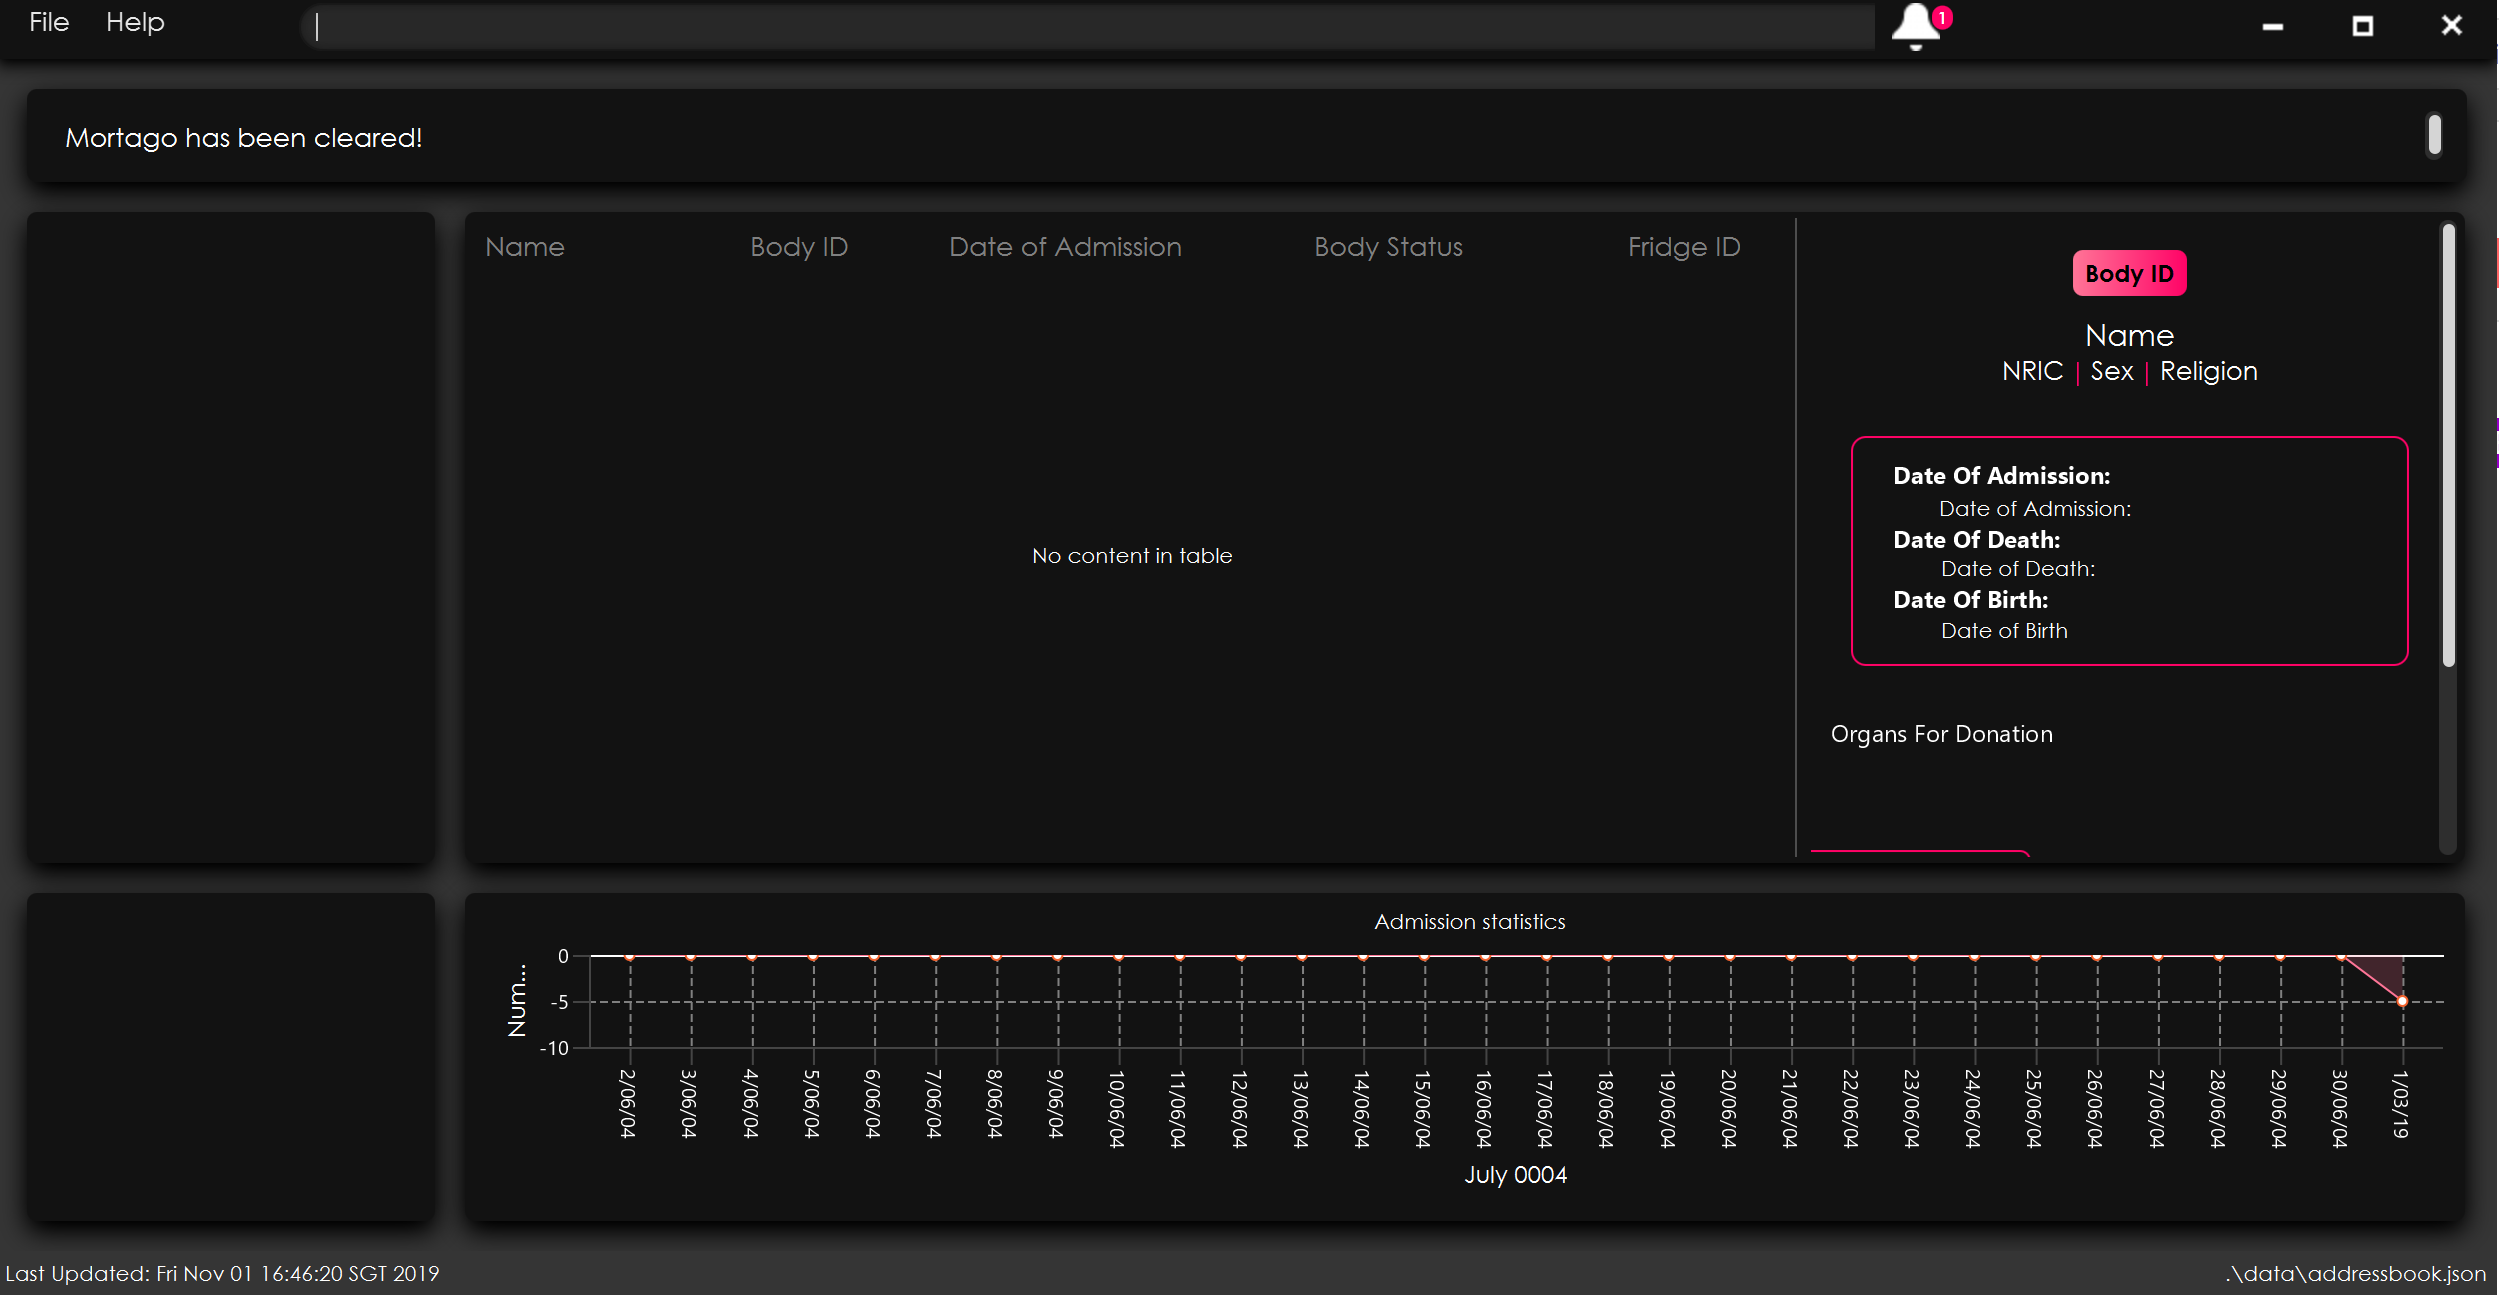 File Help
1
Mortago has been cleared!
Name Body ID Date of Admission Body Status Fridge ID
No content in table
Body ID
Name
NRIC | Sex | Religion
Date Of Admission:
Date of Admission:
Date Of Death:
Date of Death:
Date Of Birth:
Date of Birth
Organs For Donation
Admission statistics
Num...
0
-5
-10
2/06/04 3/06/04 4/06/04 5/06/04 6/06/04 7/06/04 8/06/04 9/06/04 10/06/04 11/06/04 12/06/04 13/06/04 14/06/04 15/06/04 16/06/04 17/06/04 18/06/04 19/06/04 20/06/04 21/06/04 22/06/04 23/06/04 24/06/04 25/06/04 26/06/04 27/06/04 28/06/04 29/06/04 30/06/04 1/03/19
July 0004
Last Updated: Fri Nov 01 16:46:20 SGT 2019
.\data\addressbook.json